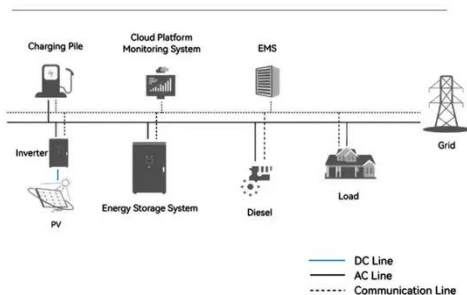 Charging Pile
Cloud Platform
Monitoring System
EMS
Grid
Inverter
PV
Energy Storage System
Diesel
Load
DC Line
AC Line
Communication Line